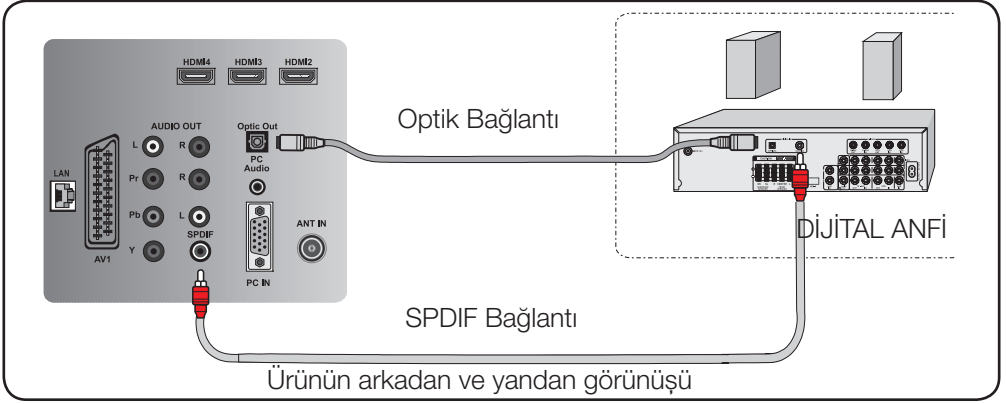 HDMI4 HDMI3 HDMI2
AUDIO OUT
Optic Out
L R
PC
Audio
LAN
Pr R
Pb L
SPDIF
ANT IN
Y
AV1
PC IN
Optik Bağlantı
DİJİTAL ANFİ
SPDIF Bağlantı
Ürünün arkadan ve yandan görünüşü